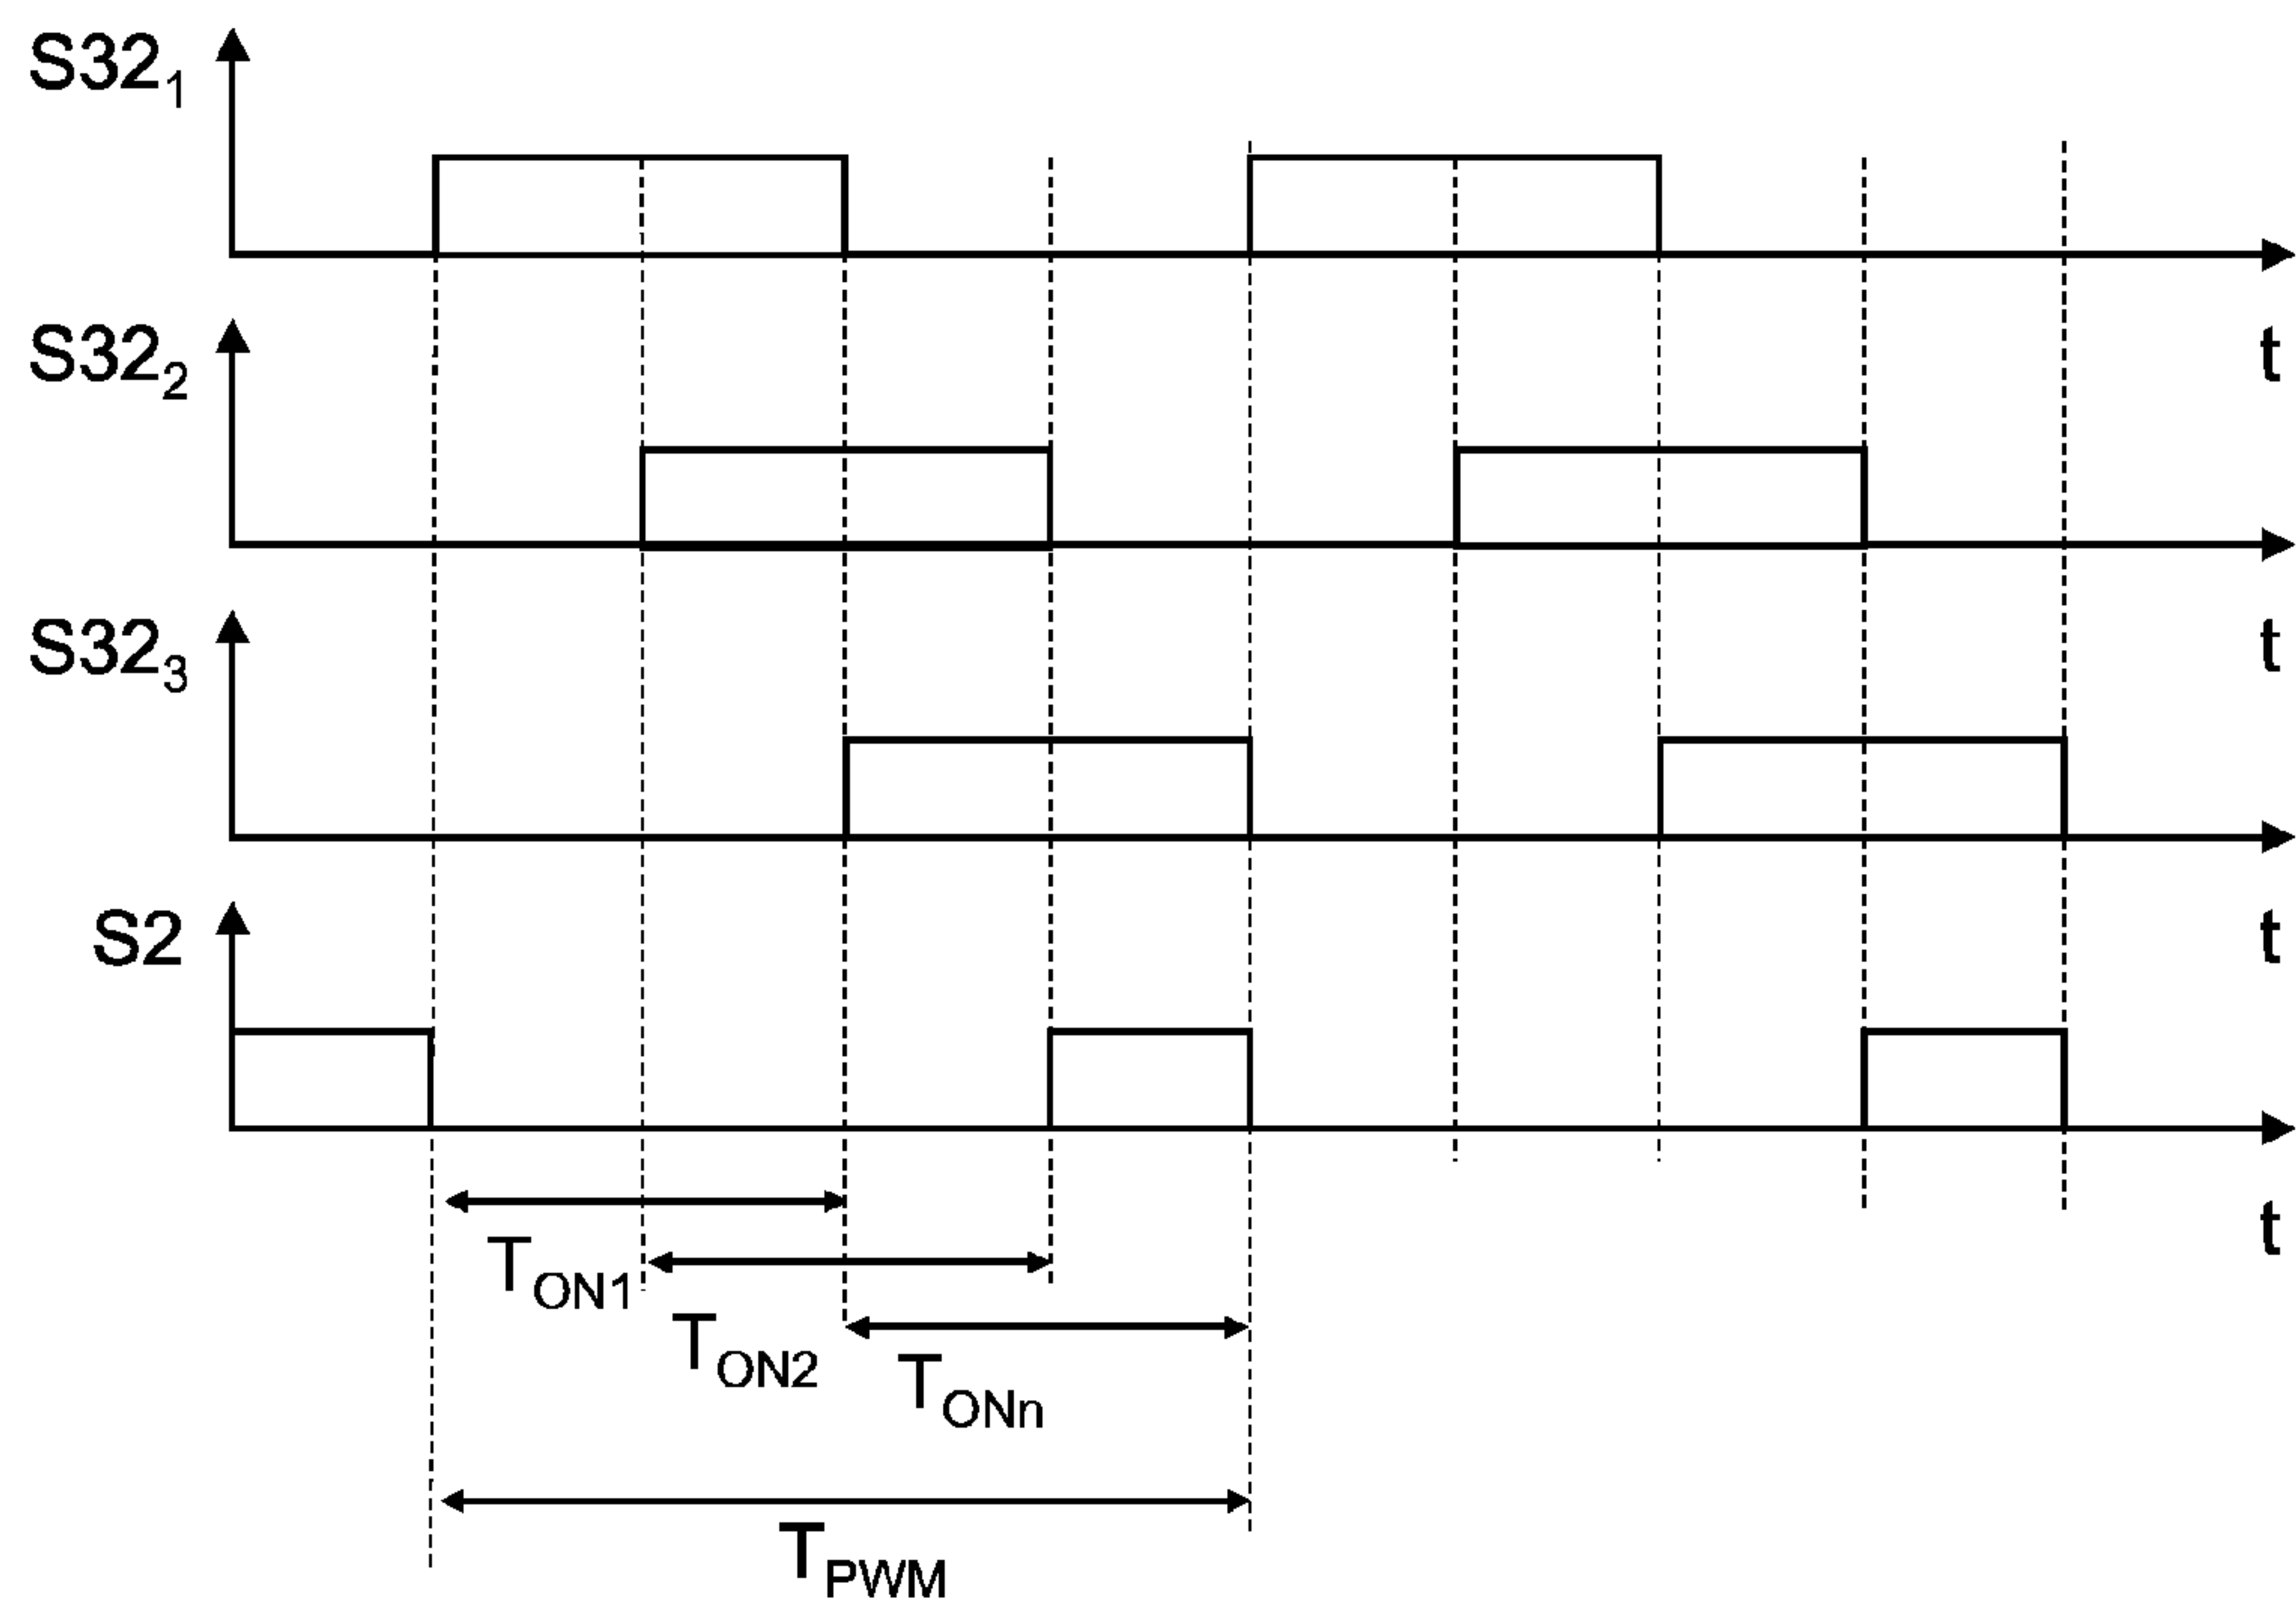 S32₁
t
S32₂
t
S32₃
t
S2
t
T_ON1
T_ON2
T_ONn
T_PWM